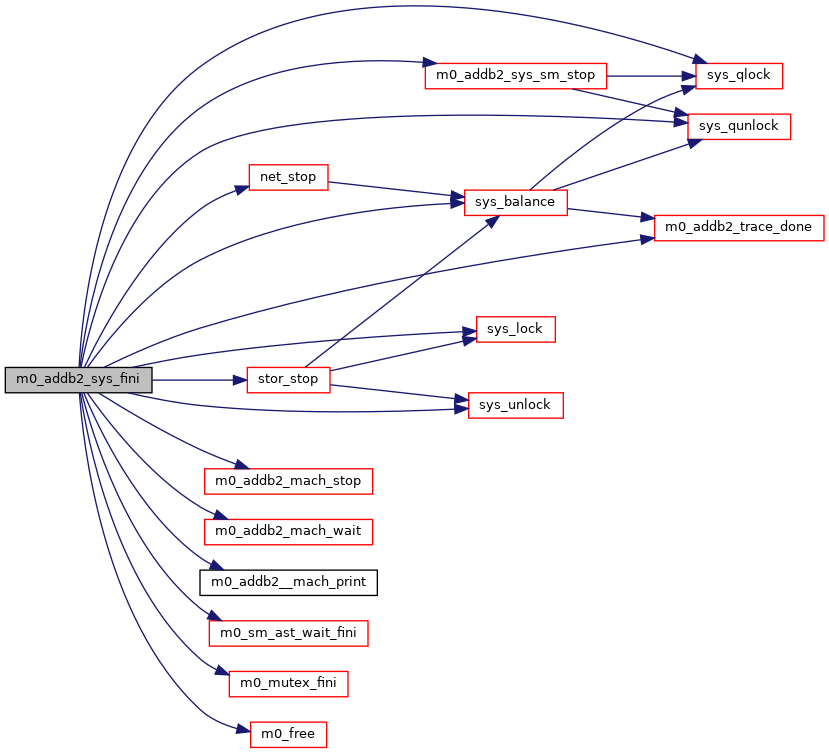 sys_qlock
m0_addb2_sys_sm_stop
sys_qunlock
net_stop
sys_balance
m0_addb2_trace_done
sys_lock
m0_addb2_sys_fini
stor_stop
sys_unlock
m0_addb2_mach_stop
m0_addb2_mach_wait
m0_addb2__mach_print
m0_sm_ast_wait_fini
m0_mutex_fini
m0_free